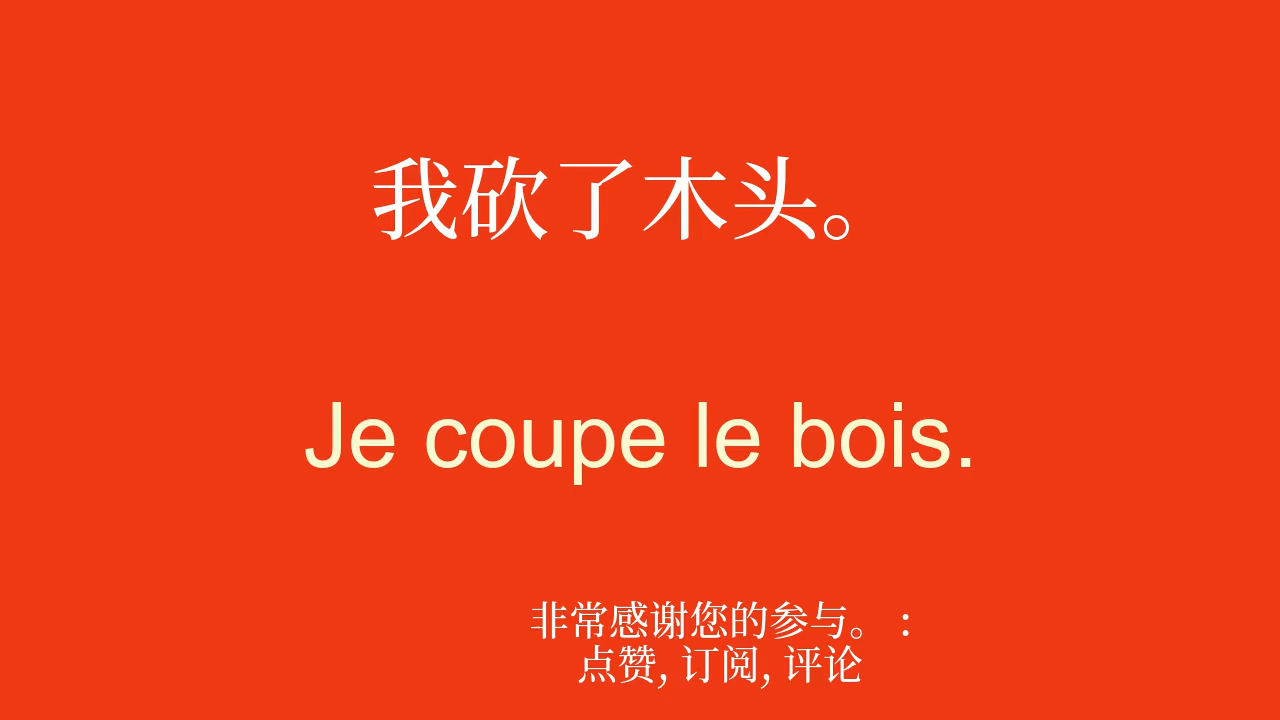 我砍了木头。
Je coupe le bois.
非常感谢您的参与。 :
点赞, 订阅, 评论